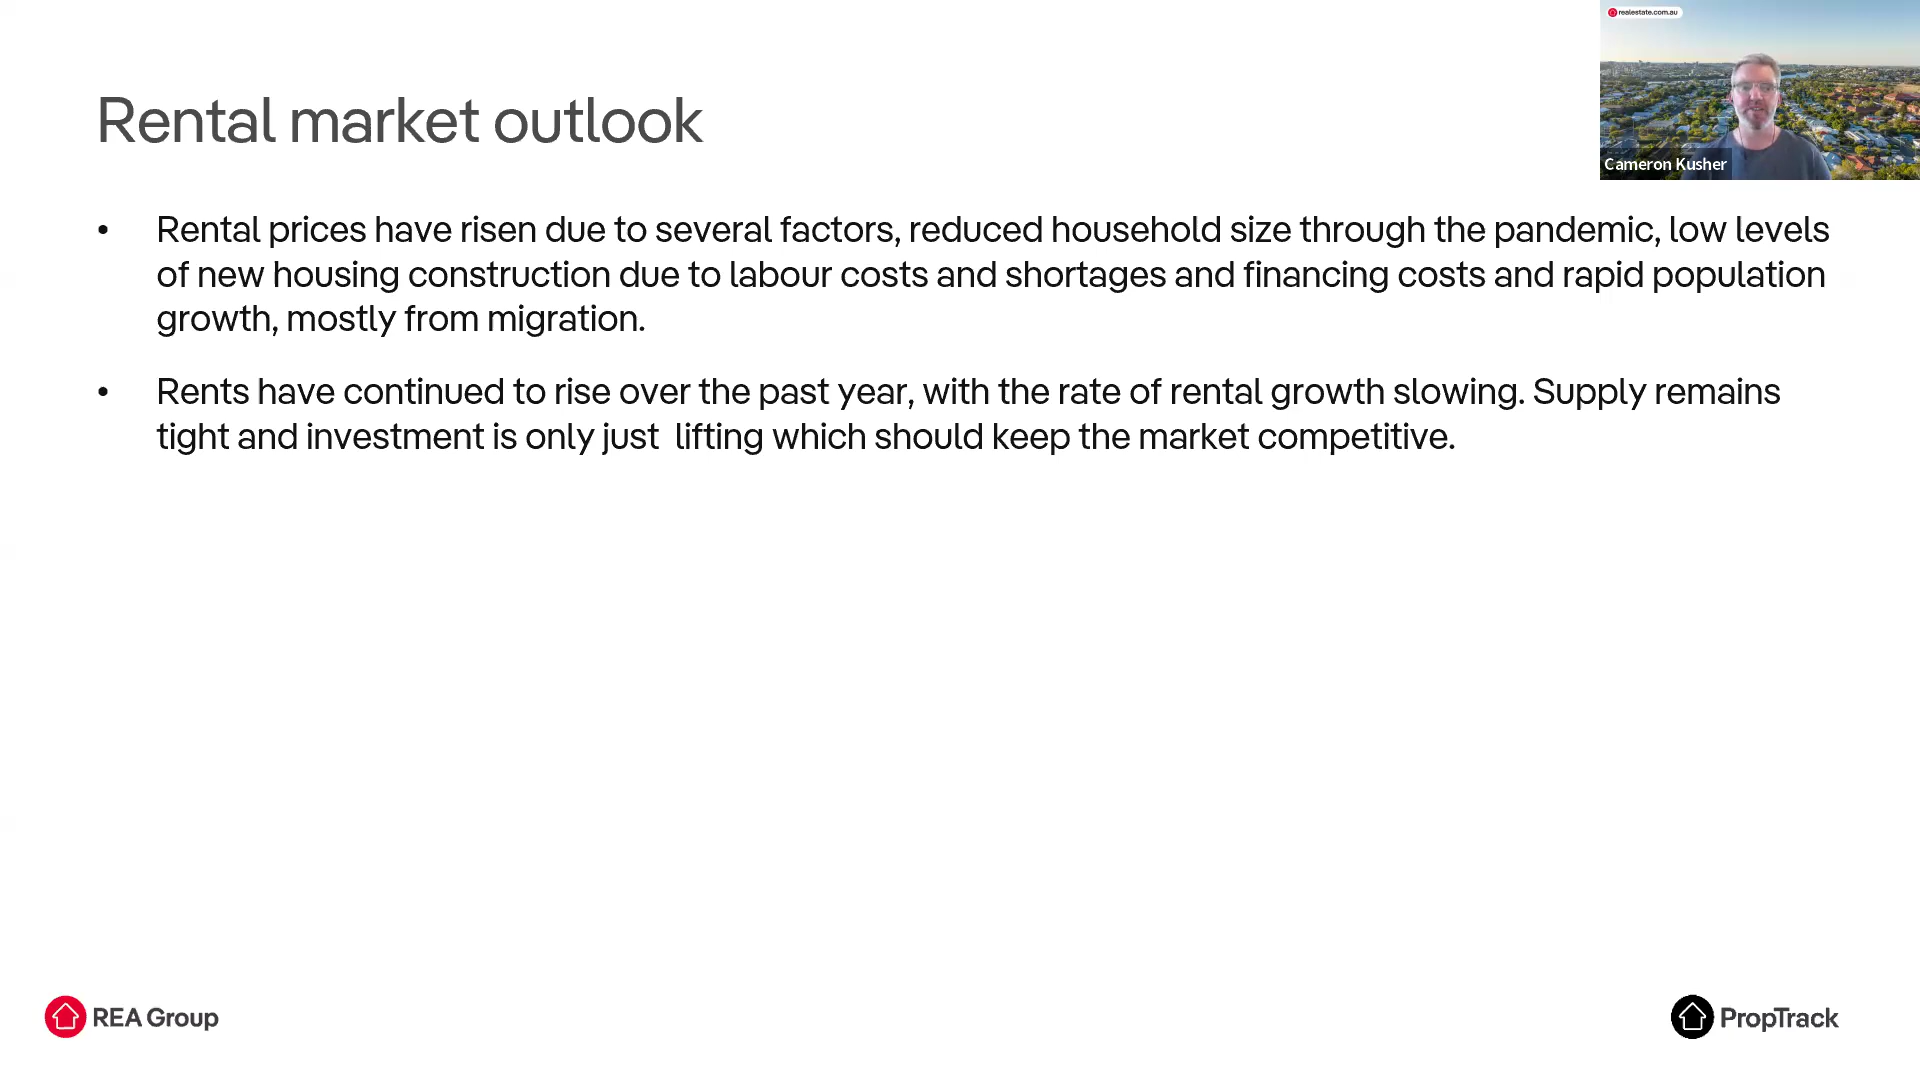 realestate.com.au
Cameron Kusher
Rental market outlook
• Rental prices have risen due to several factors, reduced household size through the pandemic, low levels
of new housing construction due to labour costs and shortages and financing costs and rapid population
growth, mostly from migration.
• Rents have continued to rise over the past year, with the rate of rental growth slowing. Supply remains
tight and investment is only just  lifting which should keep the market competitive.
REA Group
PropTrack